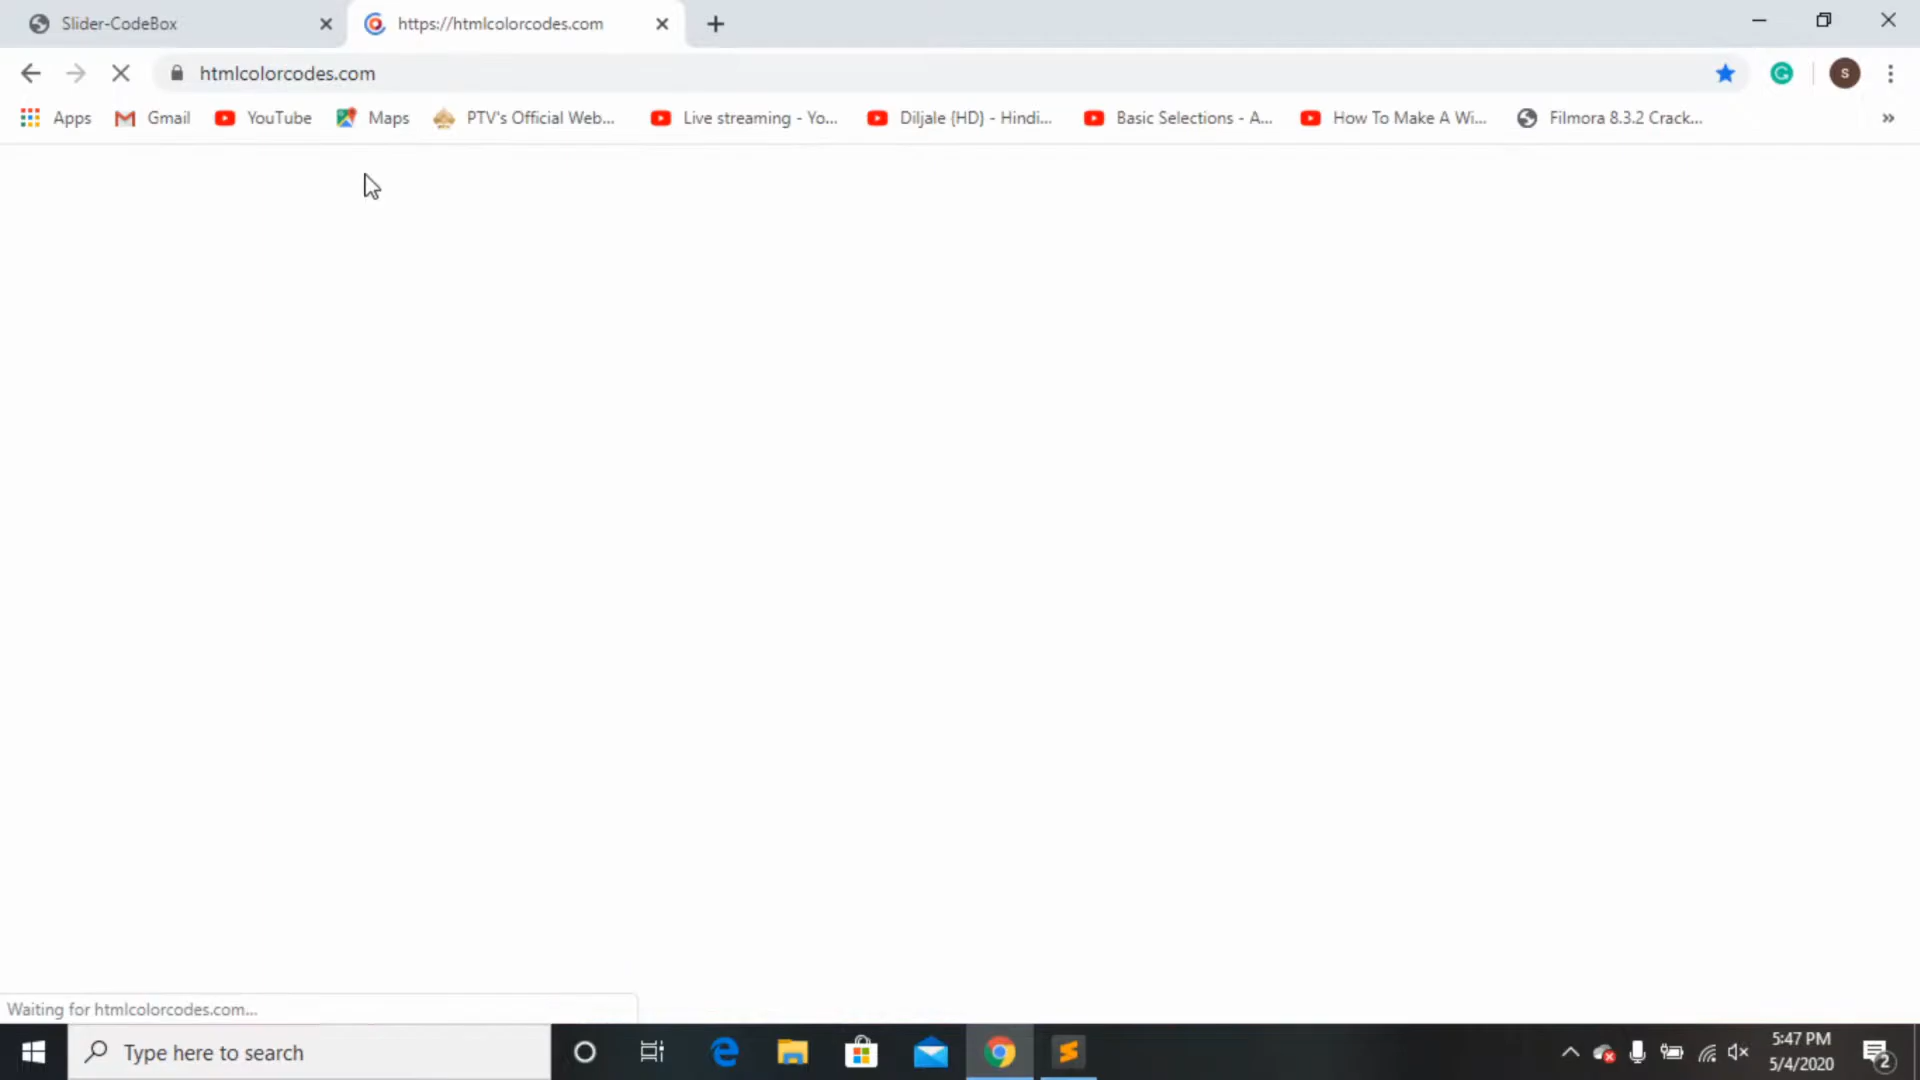 Slider-CodeBox
https://htmlcolorcodes.com
htmlcolorcodes.com
S
Apps
Gmail
YouTube
Maps
PTV's Official Web...
Live streaming - Yo...
Diljale {HD} - Hindi...
Basic Selections - A...
How To Make A Wi...
Filmora 8.3.2 Crack...
»
Waiting for htmlcolorcodes.com...
Type here to search
5:47 PM
5/4/2020
2